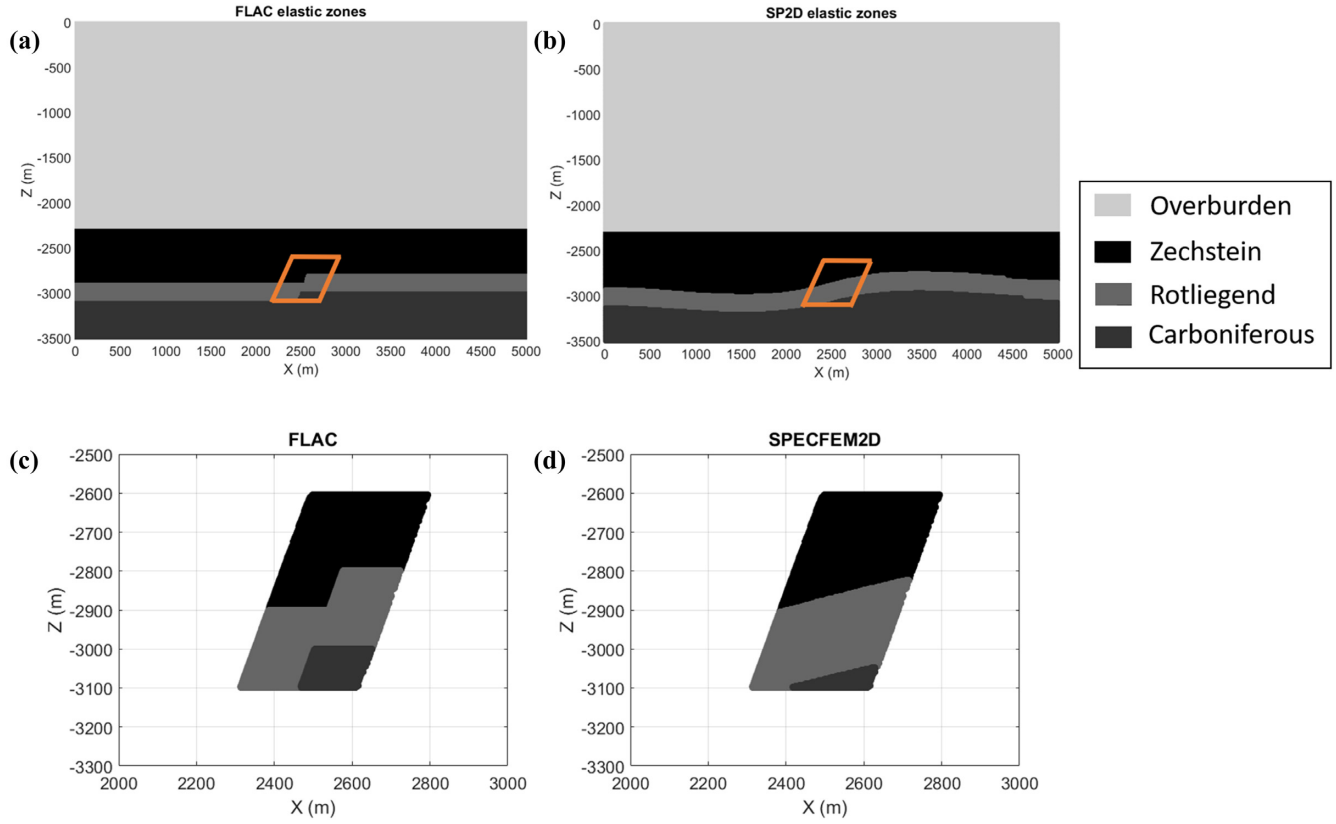 FLAC elastic zones
(a)
0
-500
-1000
-1500
-2000
-2500
-3000
-3500
Z (m)
0 500 1000 1500 2000 2500 3000 3500 4000 4500 5000
X (m)
SP2D elastic zones
(b)
0
-500
-1000
-1500
-2000
-2500
-3000
-3500
Z (m)
0 500 1000 1500 2000 2500 3000 3500 4000 4500 5000
X (m)
Overburden
Zechstein
Rotliegend
Carboniferous
FLAC
(c)
-2500
-2600
-2700
-2800
-2900
-3000
-3100
-3300
Z (m)
2000 2200 2400 2600 2800 3000
X (m)
SPECFEM2D
(d)
-2500
-2600
-2700
-2800
-2900
-3000
-3100
-3300
Z (m)
2000 2200 2400 2600 2800 3000
X (m)